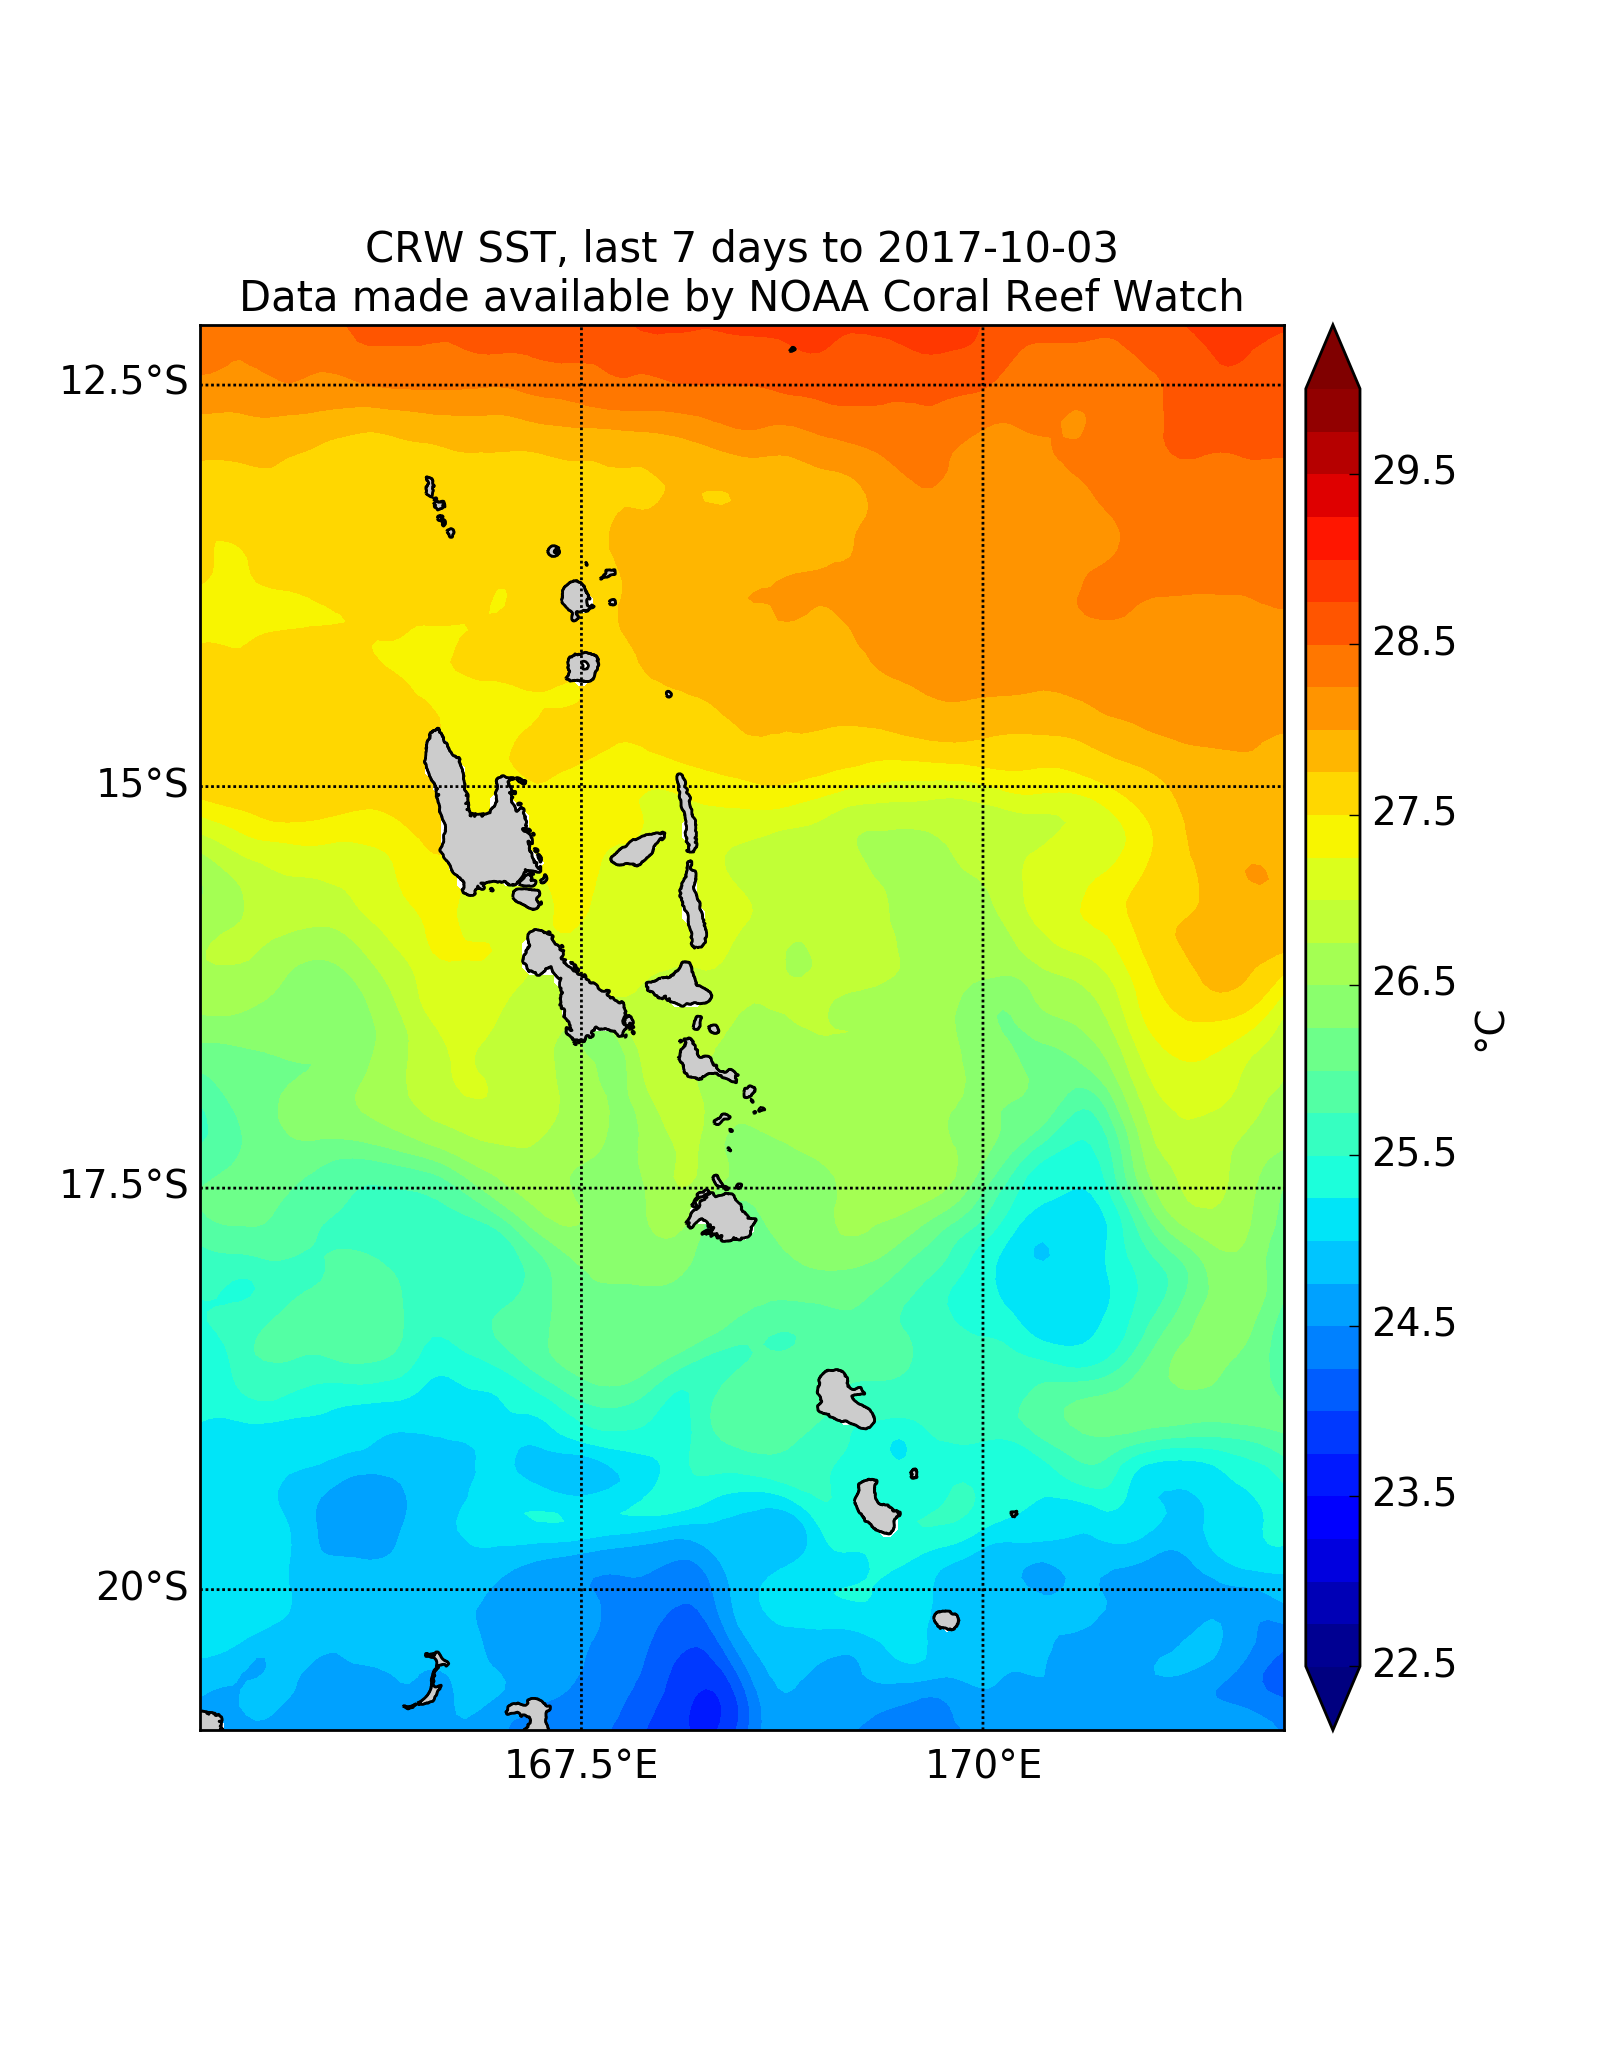 CRW SST, last 7 days to 2017-10-03
Data made available by NOAA Coral Reef Watch
12.5°S
15°S
17.5°S
20°S
167.5°E
170°E
29.5
28.5
27.5
26.5
25.5
24.5
23.5
22.5
°C